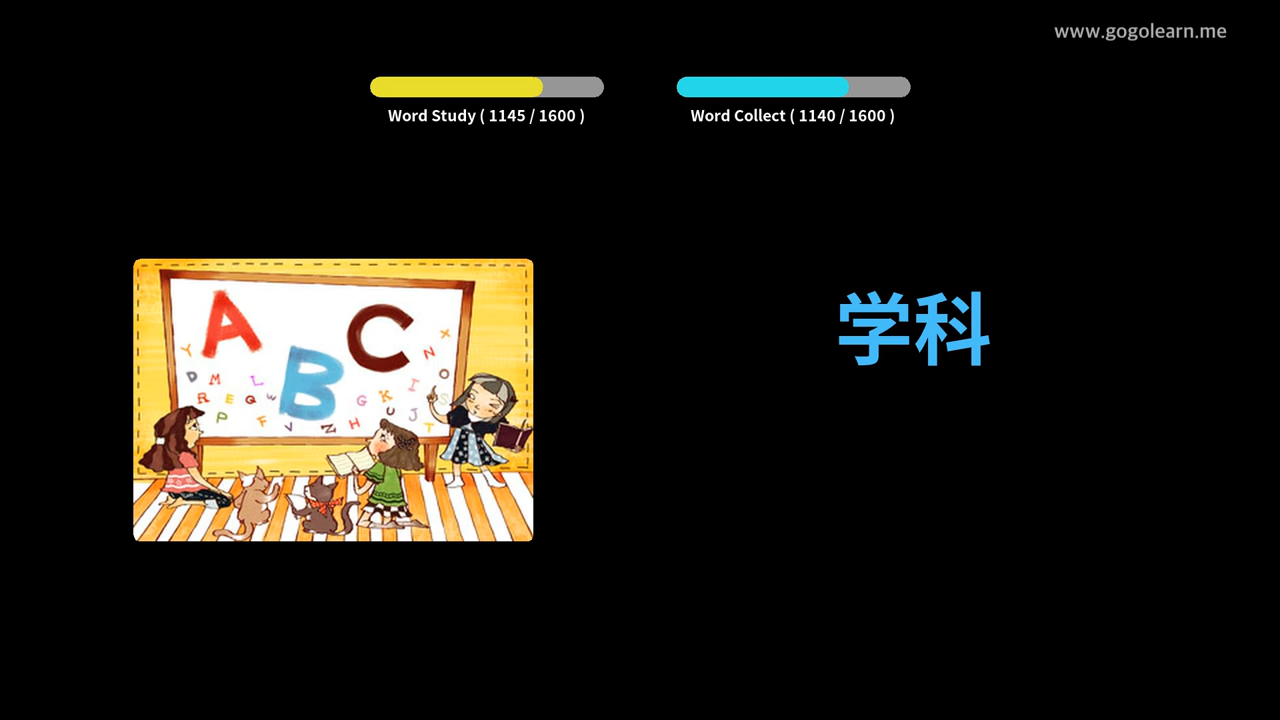 www.gogolearn.me
Word Study ( 1145 / 1600 )
Word Collect ( 1140 / 1600 )
学科
A
B
C
Y
X
N
D
M
L
I
O
R
E
Q
W
G
K
S
P
F
V
Z
H
U
J
T